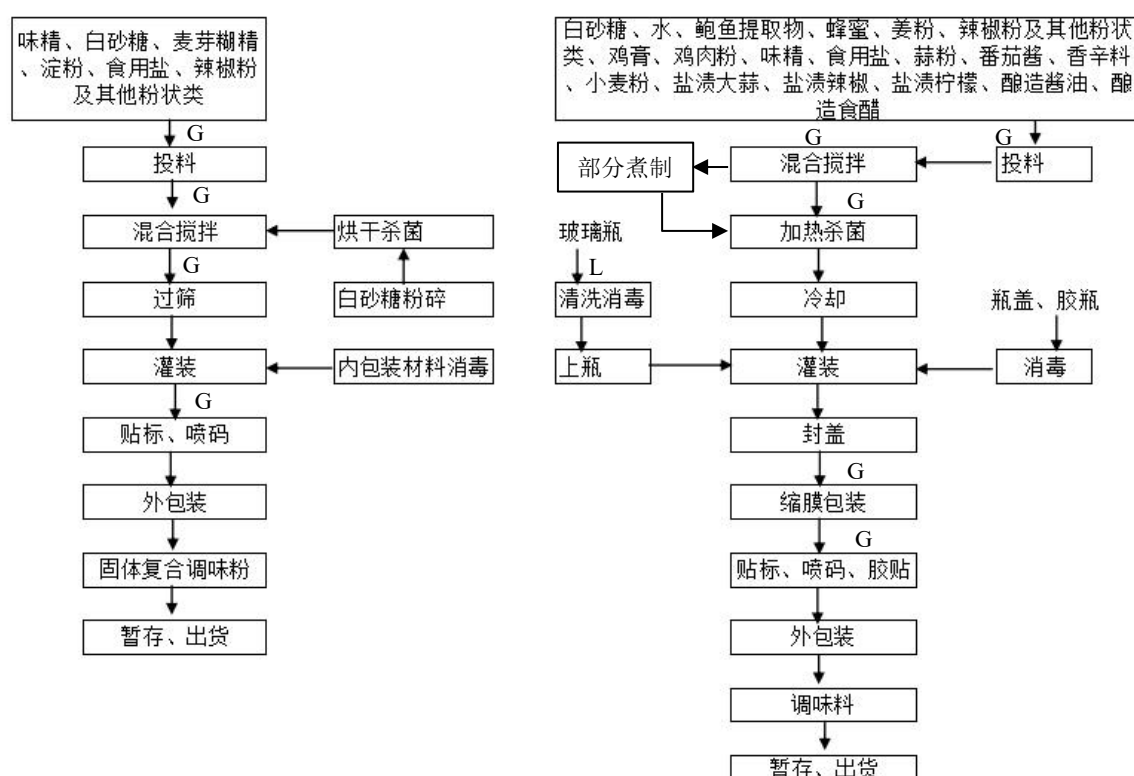 味精、白砂糖、麦芽糊精
、淀粉、食用盐、辣椒粉
及其他粉状类
G
投料
G
混合搅拌
烘干杀菌
G
过筛
白砂糖粉碎
灌装
内包装材料消毒
G
贴标、喷码
外包装
固体复合调味粉
暂存、出货
白砂糖、水、鲍鱼提取物、蜂蜜、姜粉、辣椒粉及其他粉状
类、鸡膏、鸡肉粉、味精、食用盐、蒜粉、番茄酱、香辛料
、小麦粉、盐渍大蒜、盐渍辣椒、盐渍柠檬、酿造酱油、酿
造食醋
G
G
部分煮制
混合搅拌
投料
G
玻璃瓶
加热杀菌
L
清洗消毒
冷却
瓶盖、胶瓶
上瓶
灌装
消毒
封盖
G
缩膜包装
G
贴标、喷码、胶贴
外包装
调味料
暂存、出货